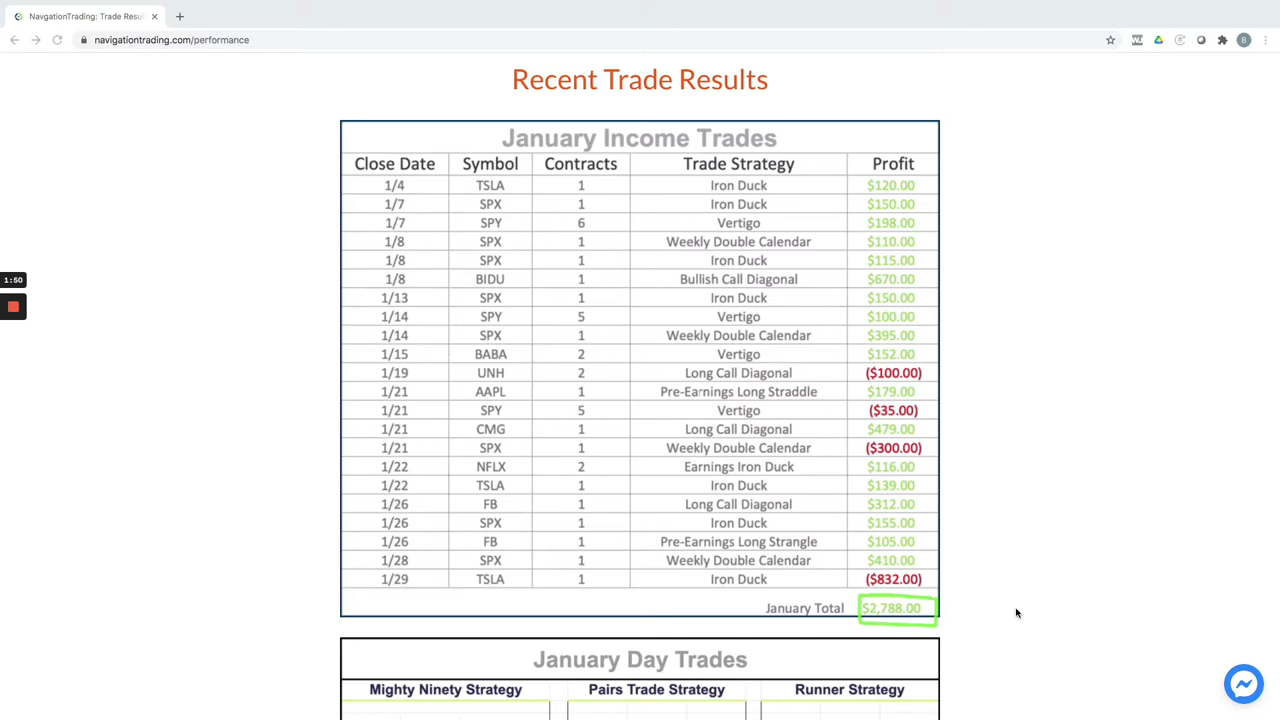 NavgationTrading: Trade Resu
navigationtrading.com/performance
B
Recent Trade Results
January Income Trades
Close Date Symbol Contracts Trade Strategy Profit
1/4 TSLA 1 Iron Duck $120.00
1/7 SPX 1 Iron Duck $150.00
1/7 SPY 6 Vertigo $198.00
1/8 SPX 1 Weekly Double Calendar $110.00
1/8 SPX 1 Iron Duck $115.00
1/8 BIDU 1 Bullish Call Diagonal $670.00
1/13 SPX 1 Iron Duck $150.00
1/14 SPY 5 Vertigo $100.00
1/14 SPX 1 Weekly Double Calendar $395.00
1/15 BABA 2 Vertigo $152.00
1/19 UNH 2 Long Call Diagonal ($100.00)
1/21 AAPL 1 Pre-Earnings Long Straddle $179.00
1/21 SPY 5 Vertigo ($35.00)
1/21 CMG 1 Long Call Diagonal $479.00
1/21 SPX 1 Weekly Double Calendar ($300.00)
1/22 NFLX 2 Earnings Iron Duck $116.00
1/22 TSLA 1 Iron Duck $139.00
1/26 FB 1 Long Call Diagonal $312.00
1/26 SPX 1 Iron Duck $155.00
1/26 FB 1 Pre-Earnings Long Strangle $105.00
1/28 SPX 1 Weekly Double Calendar $410.00
1/29 TSLA 1 Iron Duck ($832.00)
January Total $2,788.00
1:50
January Day Trades
Mighty Ninety Strategy Pairs Trade Strategy Runner Strategy